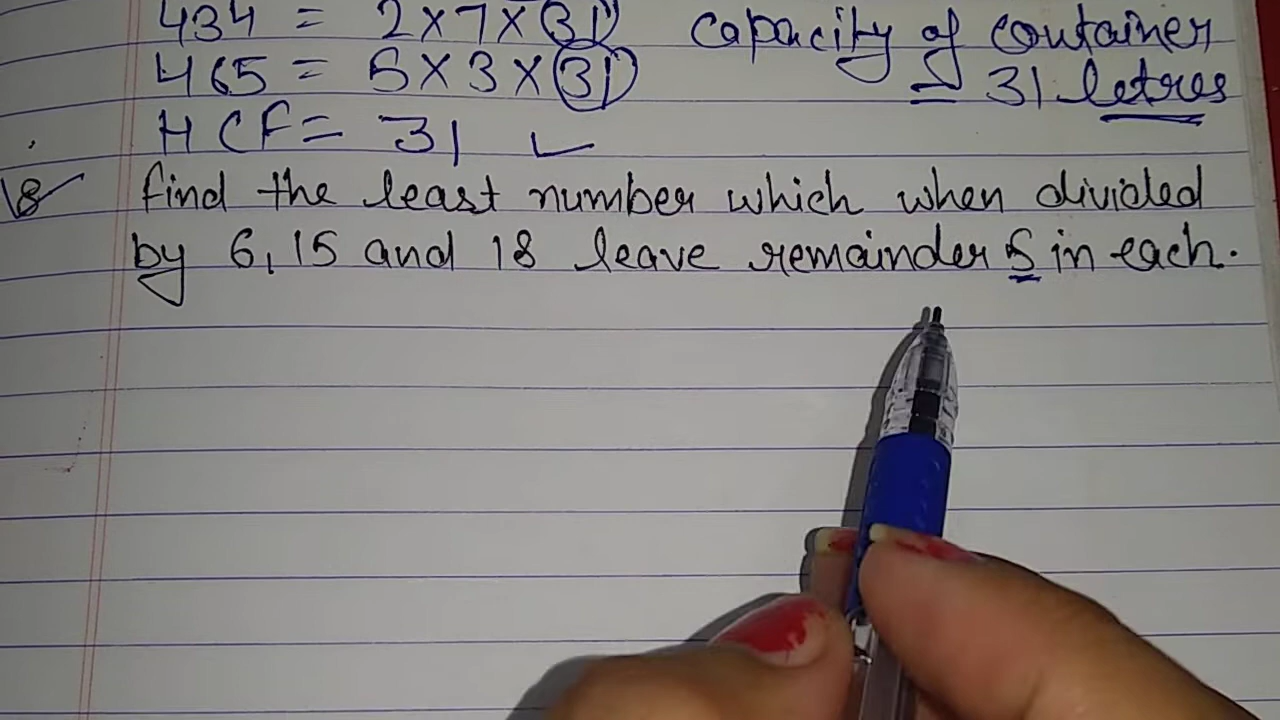 434 = 2×7×31
capacity of container
465 = 5×3×31
= 31 letres
HCF = 31 ✓
18 find the least number which when divided
by 6, 15 and 18 leave remainder 5 in each.